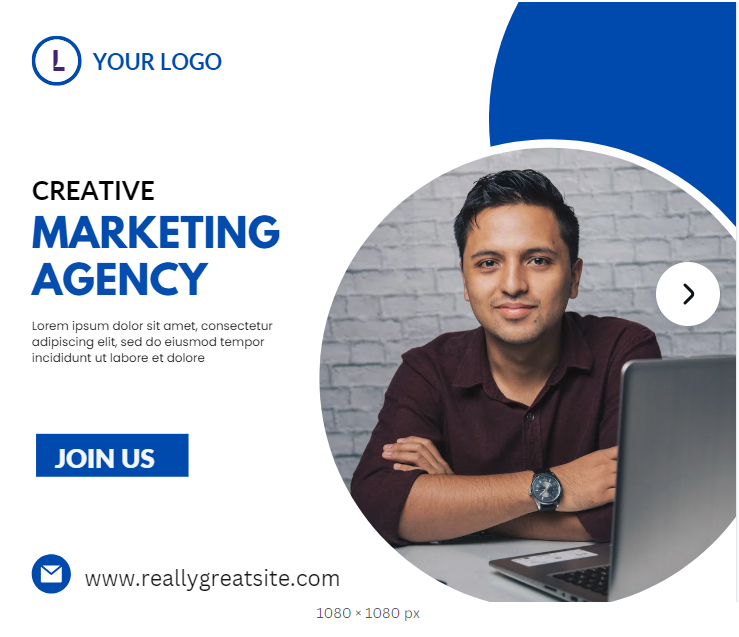 L
YOUR LOGO
CREATIVE
MARKETING
AGENCY
Lorem ipsum dolor sit amet, consectetur
adipiscing elit, sed do eiusmod tempor
incididunt ut labore et dolore
JOIN US
www.reallygreatsite.com
1080 × 1080 px